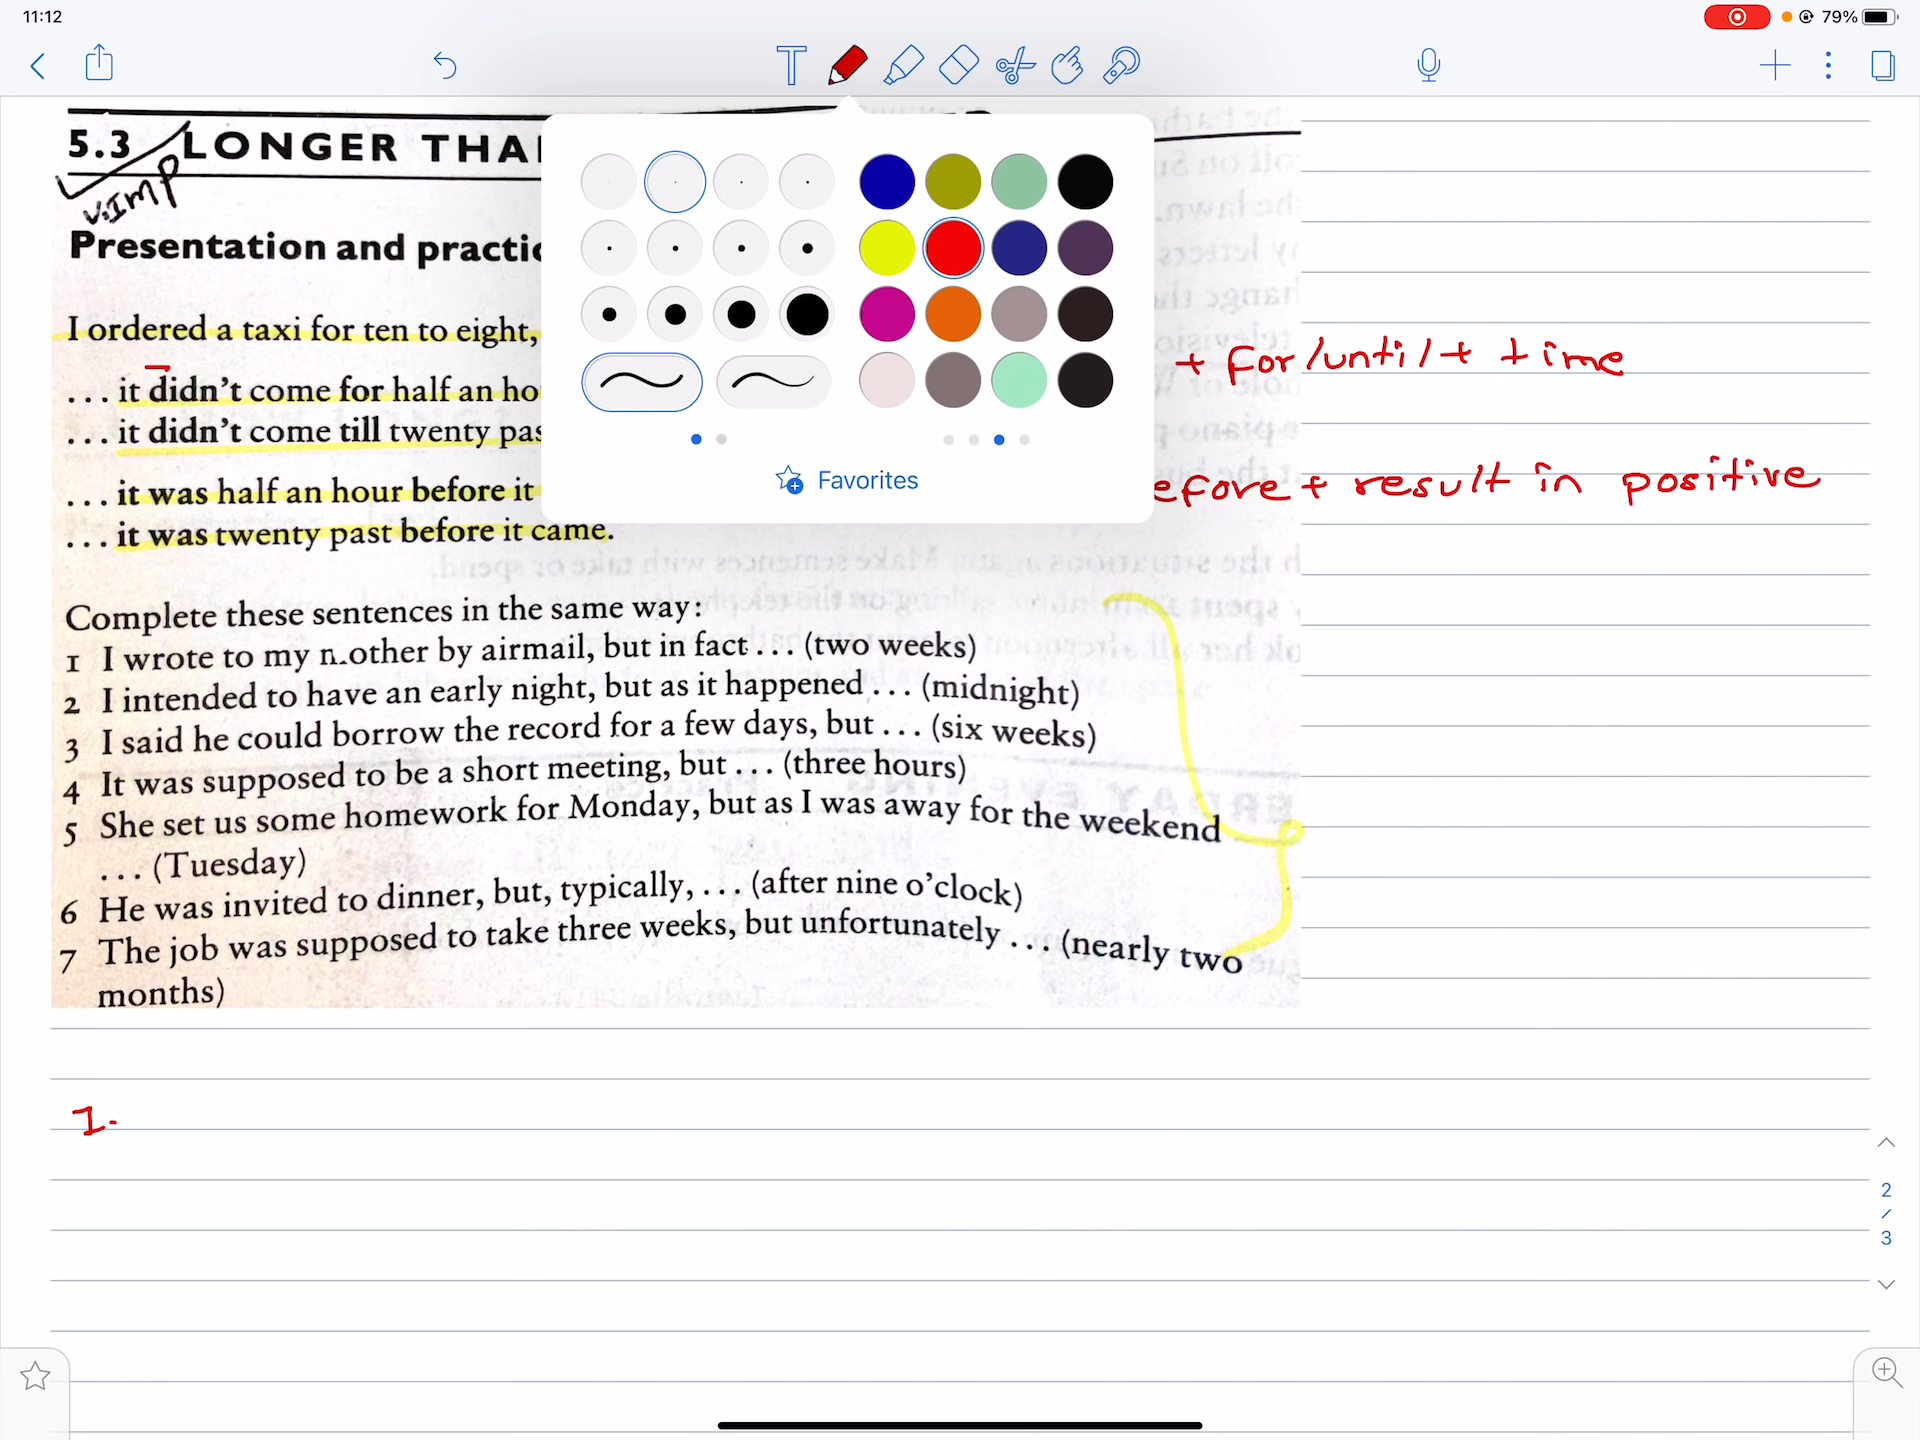 11:12
79%
5.3 LONGER THA
v.Imp
Presentation and practic
I ordered a taxi for ten to eight,
... it didn't come for half an ho
+ for/until + time
... it didn't come till twenty pas
... it was half an hour before it
efore + result in positive
... it was twenty past before it came.
Favorites
Complete these sentences in the same way:
1 I wrote to my n.other by airmail, but in fact ... (two weeks)
2 I intended to have an early night, but as it happened ... (midnight)
3 I said he could borrow the record for a few days, but ... (six weeks)
4 It was supposed to be a short meeting, but ... (three hours)
5 She set us some homework for Monday, but as I was away for the weekend
... (Tuesday)
6 He was invited to dinner, but, typically, ... (after nine o'clock)
7 The job was supposed to take three weeks, but unfortunately ... (nearly two
months)
1.
2
/
3